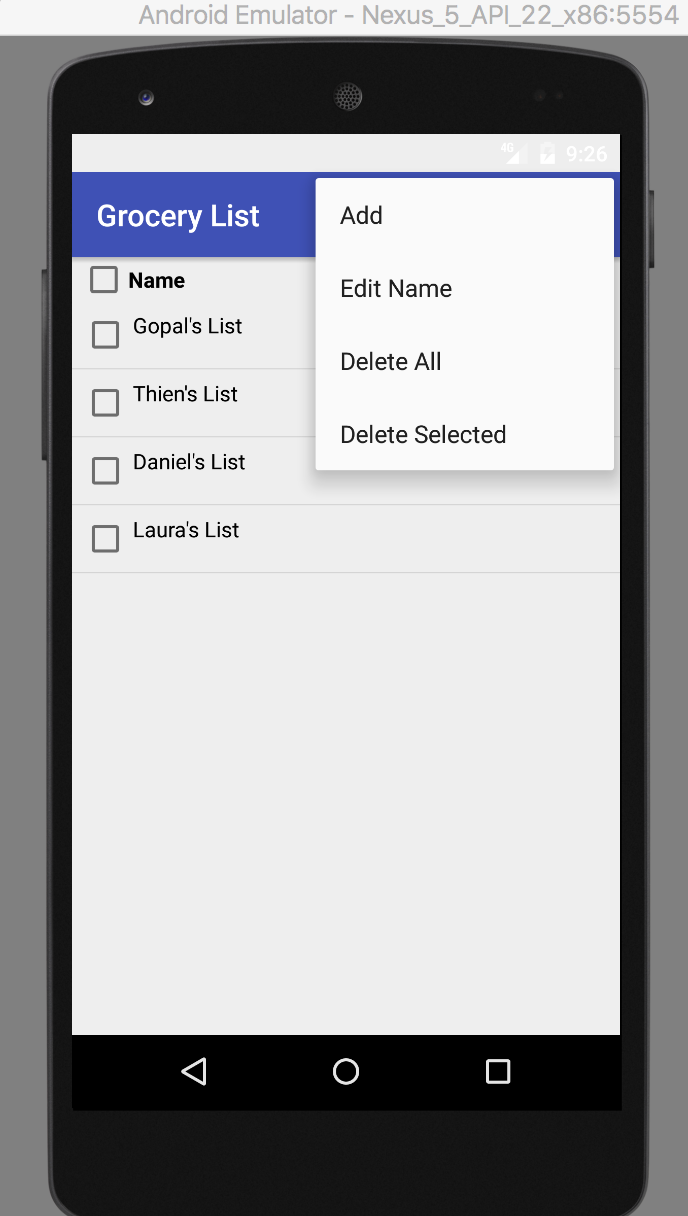 Android Emulator - Nexus_5_API_22_x86:5554
4G 9:26
Grocery List
Add
Edit Name
Delete All
Delete Selected
Name
Gopal's List
Thien's List
Daniel's List
Laura's List